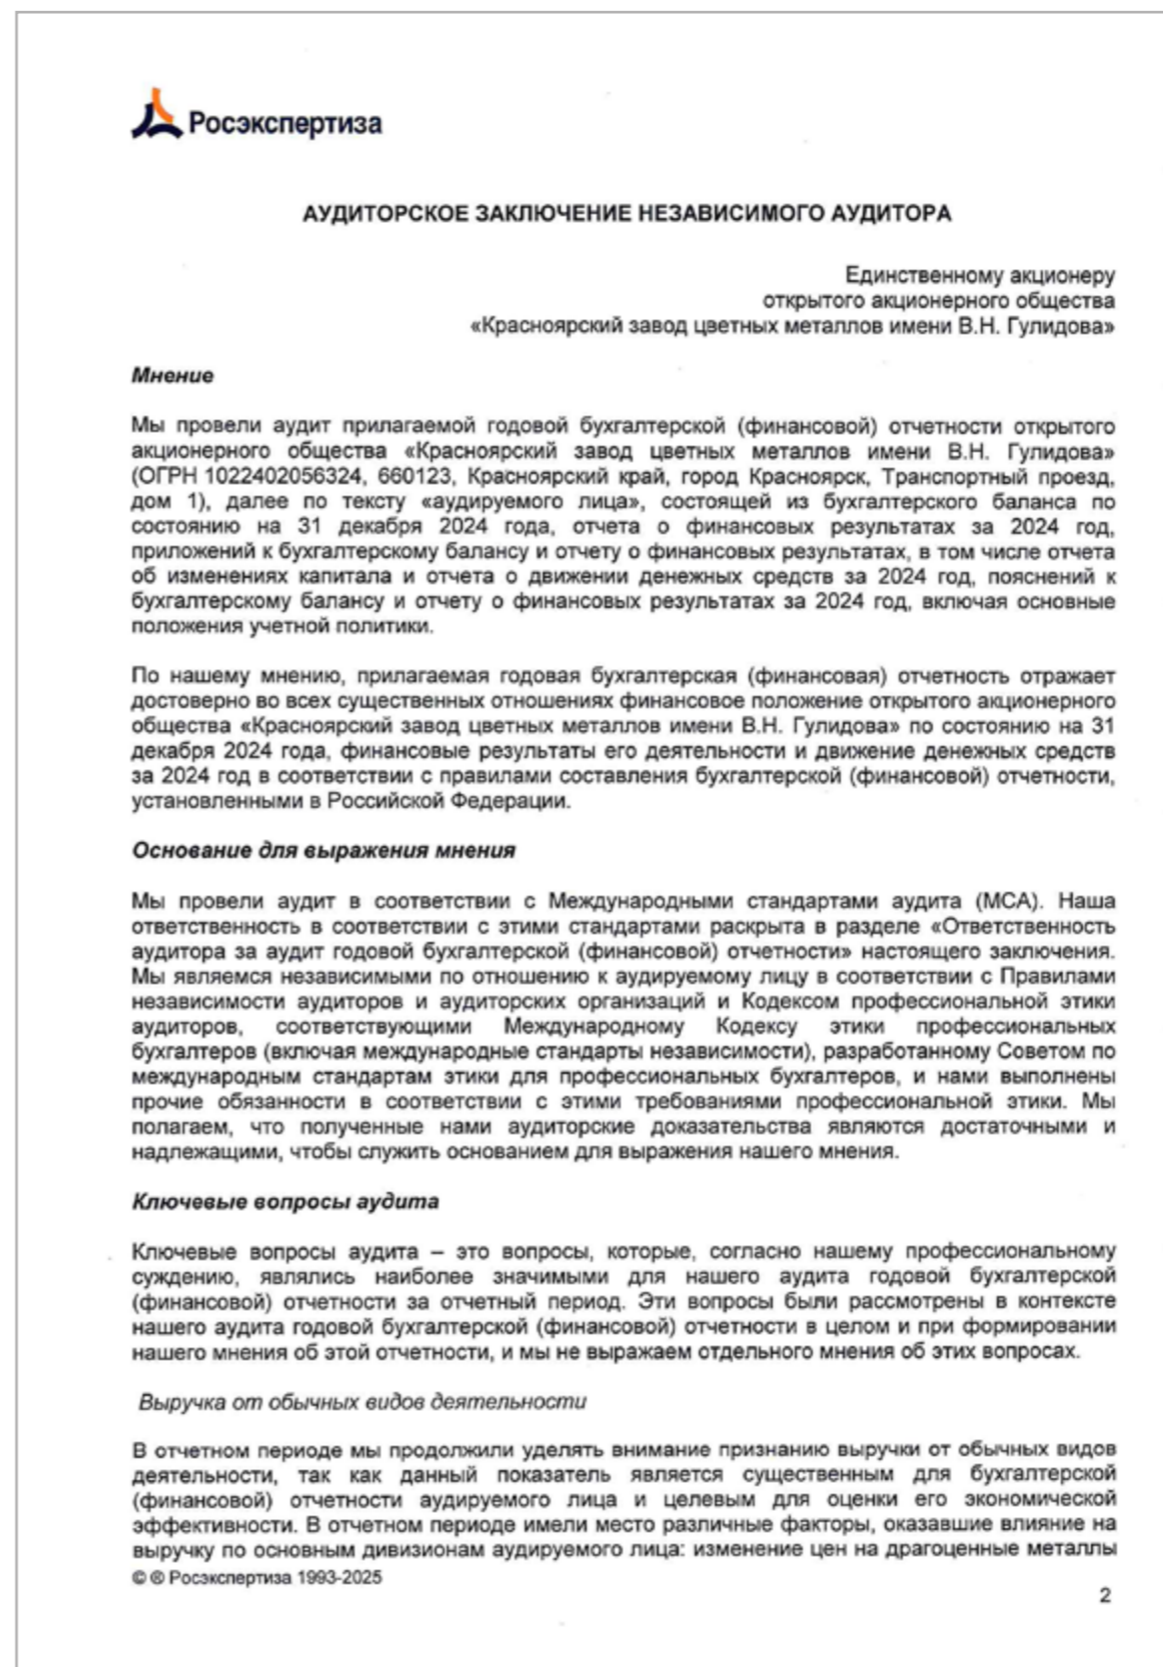 Росэкспертиза
АУДИТОРСКОЕ ЗАКЛЮЧЕНИЕ НЕЗАВИСИМОГО АУДИТОРА
Единственному акционеру
открытого акционерного общества
«Красноярский завод цветных металлов имени В.Н. Гулидова»
Мнение
Мы провели аудит прилагаемой годовой бухгалтерской (финансовой) отчетности открытого
акционерного общества «Красноярский завод цветных металлов имени В.Н. Гулидова»
(ОГРН 1022402056324, 660123, Красноярский край, город Красноярск, Транспортный проезд,
дом 1), далее по тексту «аудируемого лица», состоящей из бухгалтерского баланса по
состоянию на 31 декабря 2024 года, отчета о финансовых результатах за 2024 год,
приложений к бухгалтерскому балансу и отчету о финансовых результатах, в том числе отчета
об изменениях капитала и отчета о движении денежных средств за 2024 год, пояснений к
бухгалтерскому балансу и отчету о финансовых результатах за 2024 год, включая основные
положения учетной политики.
По нашему мнению, прилагаемая годовая бухгалтерская (финансовая) отчетность отражает
достоверно во всех существенных отношениях финансовое положение открытого акционерного
общества «Красноярский завод цветных металлов имени В.Н. Гулидова» по состоянию на 31
декабря 2024 года, финансовые результаты его деятельности и движение денежных средств
за 2024 год в соответствии с правилами составления бухгалтерской (финансовой) отчетности,
установленными в Российской Федерации.
Основание для выражения мнения
Мы провели аудит в соответствии с Международными стандартами аудита (МСА). Наша
ответственность в соответствии с этими стандартами раскрыта в разделе «Ответственность
аудитора за аудит годовой бухгалтерской (финансовой) отчетности» настоящего заключения.
Мы являемся независимыми по отношению к аудируемому лицу в соответствии с Правилами
независимости аудиторов и аудиторских организаций и Кодексом профессиональной этики
аудиторов, соответствующими Международному Кодексу этики профессиональных
бухгалтеров (включая международные стандарты независимости), разработанному Советом по
международным стандартам этики для профессиональных бухгалтеров, и нами выполнены
прочие обязанности в соответствии с этими требованиями профессиональной этики. Мы
полагаем, что полученные нами аудиторские доказательства являются достаточными и
надлежащими, чтобы служить основанием для выражения нашего мнения.
Ключевые вопросы аудита
Ключевые вопросы аудита – это вопросы, которые, согласно нашему профессиональному
суждению, являлись наиболее значимыми для нашего аудита годовой бухгалтерской
(финансовой) отчетности за отчетный период. Эти вопросы были рассмотрены в контексте
нашего аудита годовой бухгалтерской (финансовой) отчетности в целом и при формировании
нашего мнения об этой отчетности, и мы не выражаем отдельного мнения об этих вопросах.
Выручка от обычных видов деятельности
В отчетном периоде мы продолжили уделять внимание признанию выручки от обычных видов
деятельности, так как данный показатель является существенным для бухгалтерской
(финансовой) отчетности аудируемого лица и целевым для оценки его экономической
эффективности. В отчетном периоде имели место различные факторы, оказавшие влияние на
выручку по основным дивизионам аудируемого лица: изменение цен на драгоценные металлы
© ® Росэкспертиза 1993-2025
2